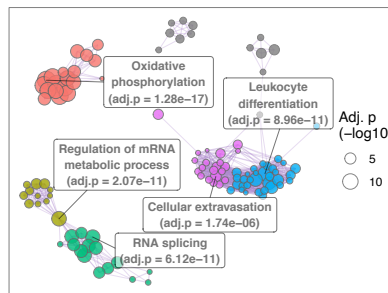 Oxidative
phosphorylation
(adj.p = 1.28e−17)
Leukocyte
differentiation
(adj.p = 8.96e−11)
Regulation of mRNA
metabolic process
(adj.p = 2.07e−11)
Cellular extravasation
(adj.p = 1.74e−06)
RNA splicing
(adj.p = 6.12e−11)
Adj. p
(−log10
5
10